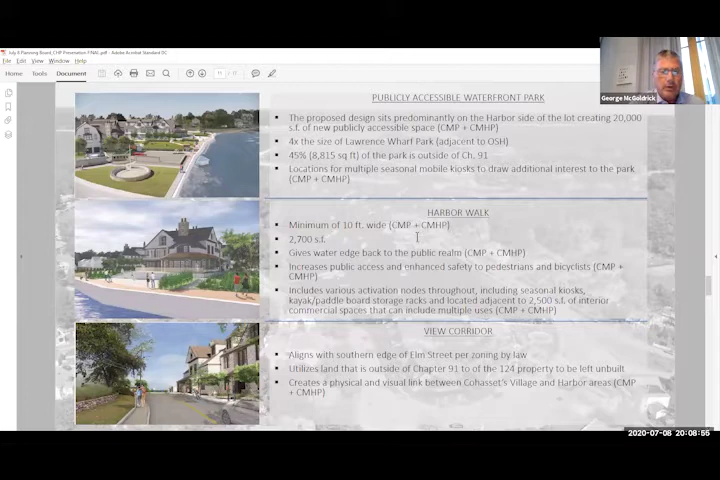 July 8 Planning Board_CHP Presentation FINAL.pdf - Adobe Acrobat Standard DC
File Edit View Window Help
Home Tools Document
George McGoldrick
PUBLICLY ACCESSIBLE WATERFRONT PARK
The proposed design sits predominantly on the Harbor side of the lot creating 20,000
s.f. of new publicly accessible space (CMP + CMHP)
4x the size of Lawrence Wharf Park (adjacent to OSH)
45% (8,815 sq ft) of the park is outside of Ch. 91
Locations for multiple seasonal mobile kiosks to draw additional interest to the park
(CMP + CMHP)
HARBOR WALK
Minimum of 10 ft. wide (CMP + CMHP)
2,700 s.f.
Gives water edge back to the public realm (CMP + CMHP)
Increases public access and enhanced safety to pedestrians and bicyclists (CMP +
CMHP)
Includes various activation nodes throughout, including seasonal kiosks,
kayak/paddle board storage racks and located adjacent to 2,500 s.f. of interior
commercial spaces that can include multiple uses (CMP + CMHP)
VIEW CORRIDOR
Aligns with southern edge of Elm Street per zoning by law
Utilizes land that is outside of Chapter 91 to of the 124 property to be left unbuilt
Creates a physical and visual link between Cohasset's Village and Harbor areas (CMP
+ CMHP)
2020-07-08 20:08:55